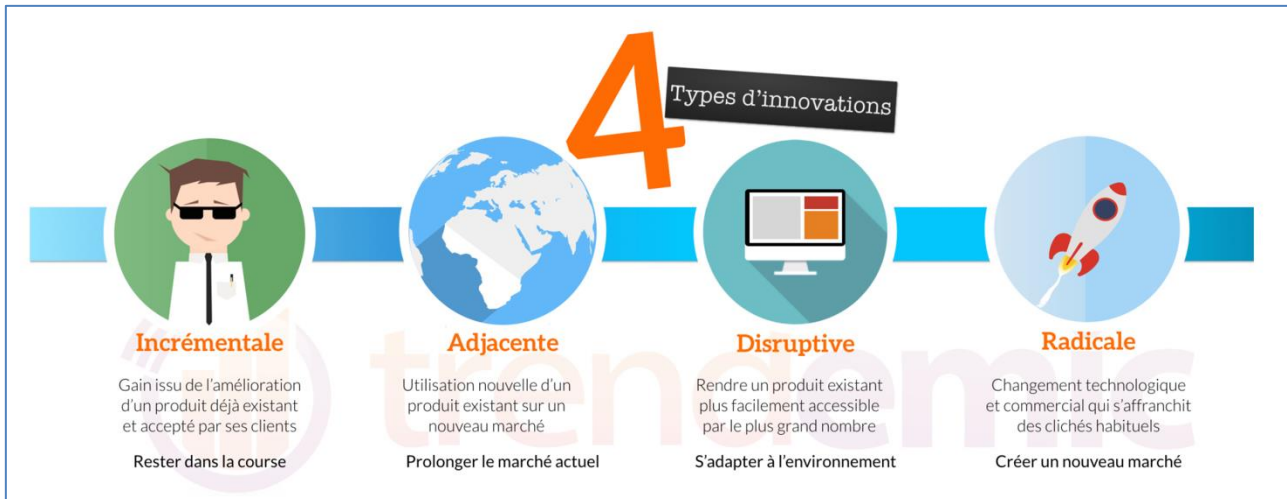 4
Types d'innovations
Incrémentale
Gain issu de l'amélioration
d'un produit déjà existant
et accepté par ses clients
Rester dans la course
Adjacente
Utilisation nouvelle d'un
produit existant sur un
nouveau marché
Prolonger le marché actuel
Disruptive
Rendre un produit existant
plus facilement accessible
par le plus grand nombre
S'adapter à l'environnement
Radicale
Changement technologique
et commercial qui s'affranchit
des clichés habituels
Créer un nouveau marché
trendemic